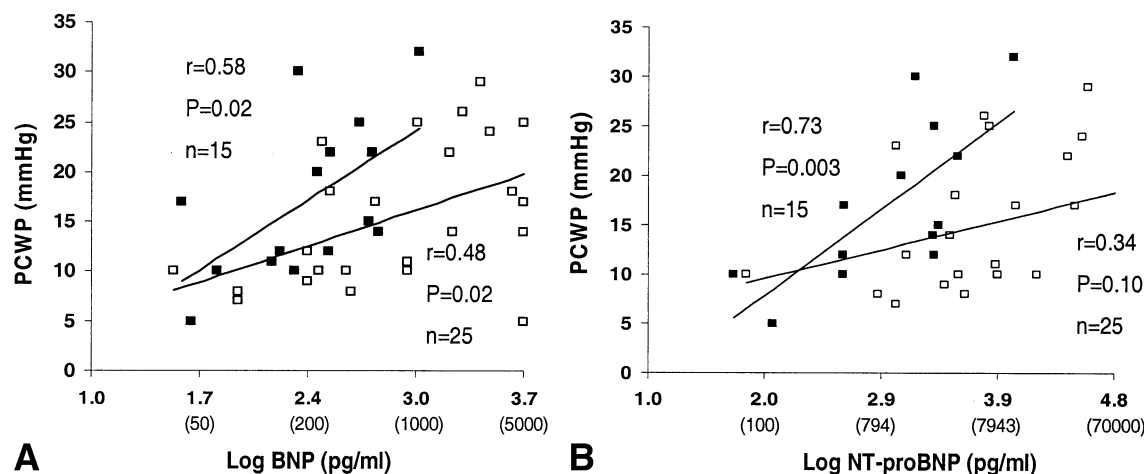 35
30
25
20
15
10
5
0
PCWP (mmHg)
r=0.58
P=0.02
n=15
r=0.48
P=0.02
n=25
1.0 1.7 2.4 3.0 3.7
(50) (200) (1000) (5000)
A Log BNP (pg/ml)
35
30
25
20
15
10
5
0
PCWP (mmHg)
r=0.73
P=0.003
n=15
r=0.34
P=0.10
n=25
1.0 2.0 2.9 3.9 4.8
(100) (794) (7943) (70000)
B Log NT-proBNP (pg/ml)